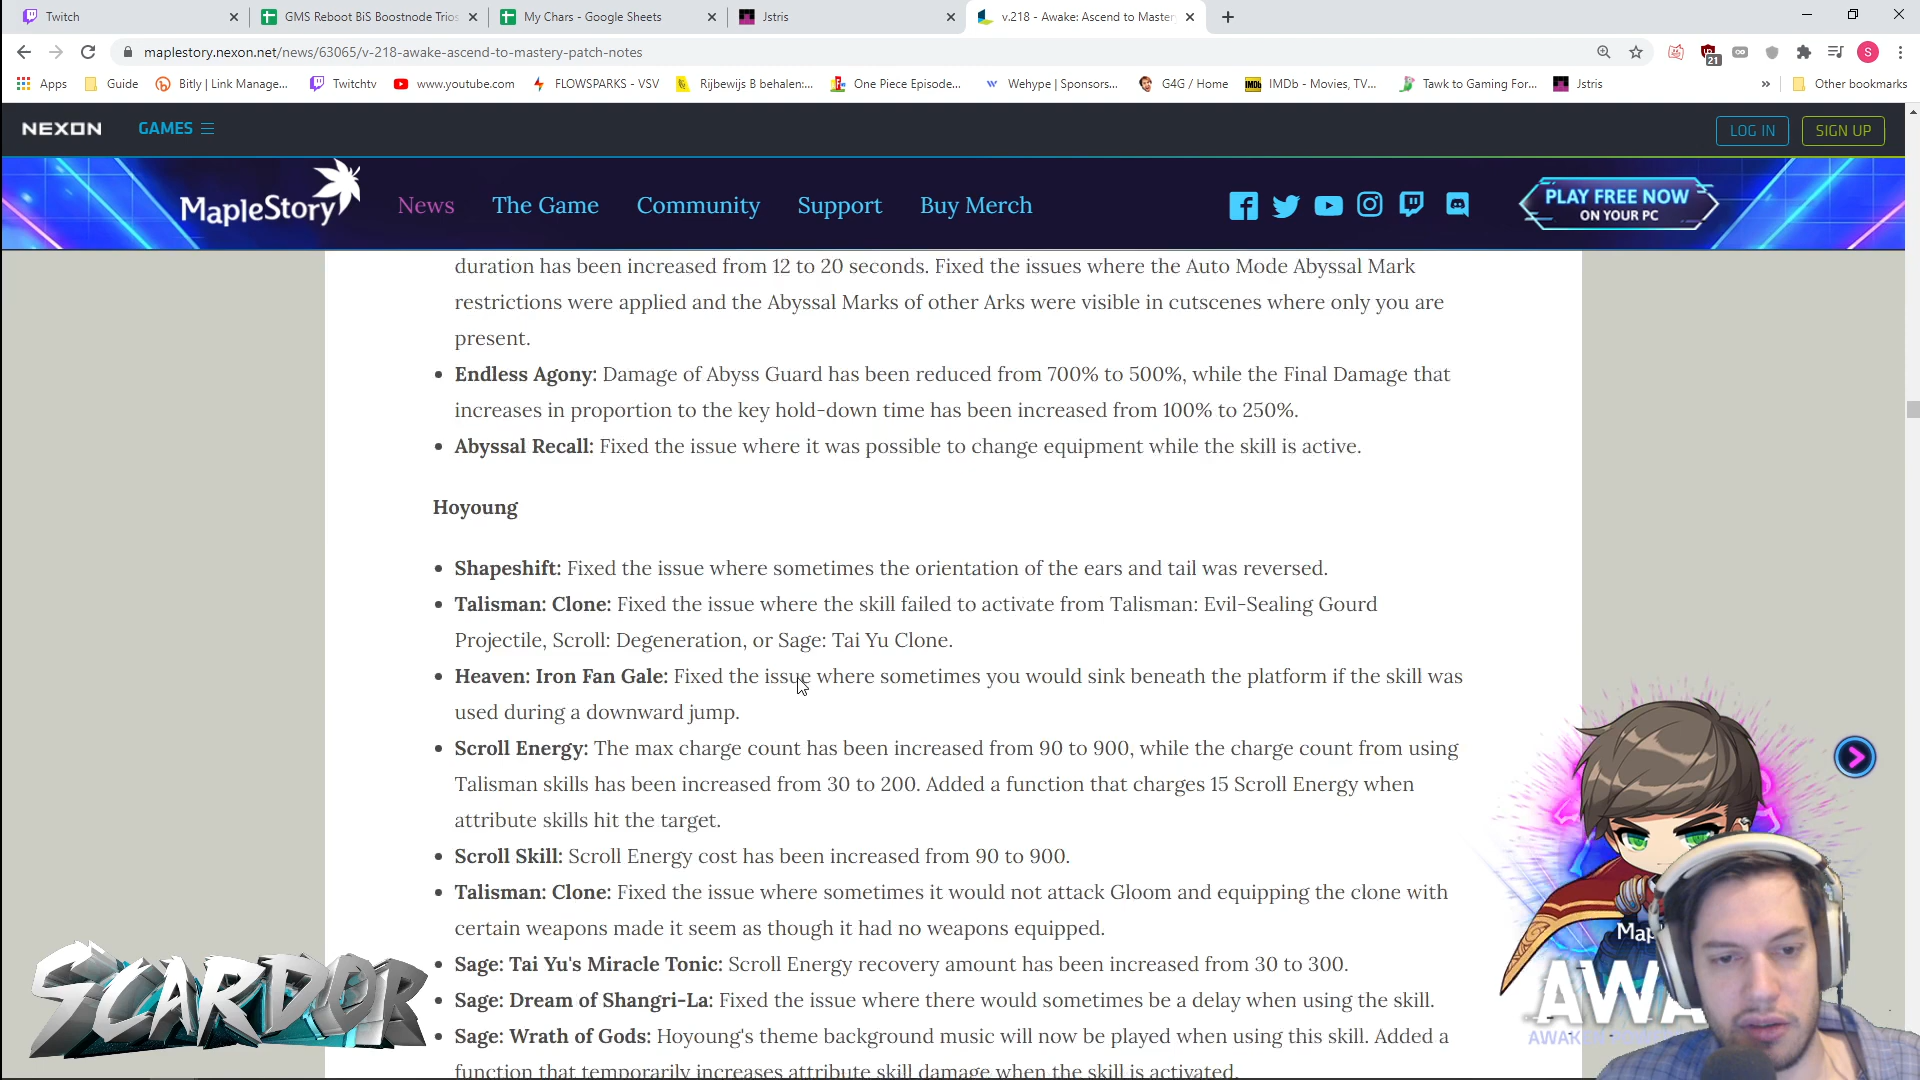 Twitch
GMS Reboot BiS Boostnode Trios
My Chars - Google Sheets
Jstris
v.218 - Awake: Ascend to Master
maplestory.nexon.net/news/63065/v-218-awake-ascend-to-mastery-patch-notes
21
S
Apps
Guide
Bitly | Link Manage...
Twitchtv
www.youtube.com
FLOWSPARKS - VSV
Rijbewijs B behalen:...
One Piece Episode...
Wehype | Sponsors...
G4G / Home
IMDb - Movies, TV...
Tawk to Gaming For...
Jstris
»
Other bookmarks
NEXON
GAMES
LOG IN
SIGN UP
MapleStory
News
The Game
Community
Support
Buy Merch
PLAY FREE NOW
ON YOUR PC
duration has been increased from 12 to 20 seconds. Fixed the issues where the Auto Mode Abyssal Mark
restrictions were applied and the Abyssal Marks of other Arks were visible in cutscenes where only you are
present.
• Endless Agony: Damage of Abyss Guard has been reduced from 700% to 500%, while the Final Damage that
increases in proportion to the key hold-down time has been increased from 100% to 250%.
• Abyssal Recall: Fixed the issue where it was possible to change equipment while the skill is active.
Hoyoung
• Shapeshift: Fixed the issue where sometimes the orientation of the ears and tail was reversed.
• Talisman: Clone: Fixed the issue where the skill failed to activate from Talisman: Evil-Sealing Gourd
Projectile, Scroll: Degeneration, or Sage: Tai Yu Clone.
• Heaven: Iron Fan Gale: Fixed the issue where sometimes you would sink beneath the platform if the skill was
used during a downward jump.
• Scroll Energy: The max charge count has been increased from 90 to 900, while the charge count from using
Talisman skills has been increased from 30 to 200. Added a function that charges 15 Scroll Energy when
attribute skills hit the target.
• Scroll Skill: Scroll Energy cost has been increased from 90 to 900.
• Talisman: Clone: Fixed the issue where sometimes it would not attack Gloom and equipping the clone with
certain weapons made it seem as though it had no weapons equipped.
• Sage: Tai Yu's Miracle Tonic: Scroll Energy recovery amount has been increased from 30 to 300.
• Sage: Dream of Shangri-La: Fixed the issue where there would sometimes be a delay when using the skill.
• Sage: Wrath of Gods: Hoyoung's theme background music will now be played when using this skill. Added a
function that temporarily increases attribute skill damage when the skill is activated.
SCARDOR
Map
AWA